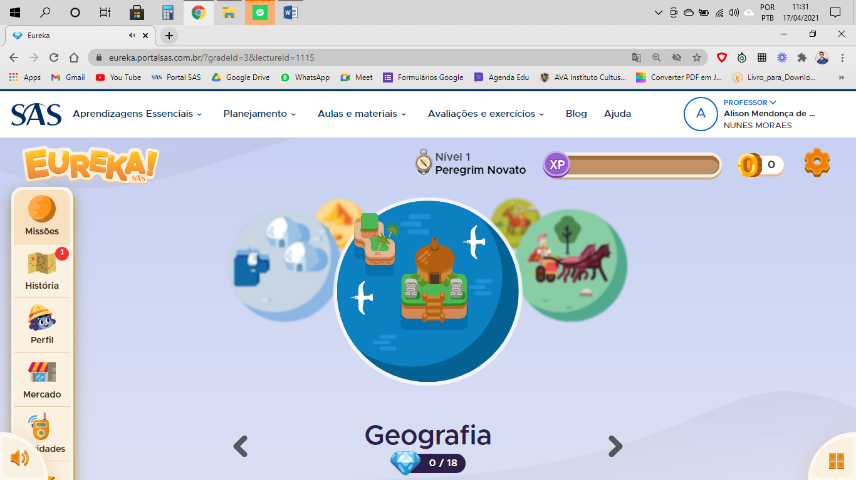 POR
PTB
11:31
17/04/2021
Eureka
eureka.portalsas.com.br/?gradeId=3&lectureId=1115
Apps
Gmail
You Tube
SAS Portal SAS
Google Drive
WhatsApp
Meet
Formulários Google
Agenda Edu
AVA Instituto Cultus...
Converter PDF em J...
Livro_para_Downlo...
»
SAS
Aprendizagens Essenciais
Planejamento
Aulas e materiais
Avaliações e exercícios
Blog
Ajuda
A
PROFESSOR
Alison Mendonça de ...
NUNES MORAES
EUREKA!
SAS
Nível 1
Peregrim Novato
XP
0
Missões
1
História
Perfil
Mercado
Geografia
0 / 18